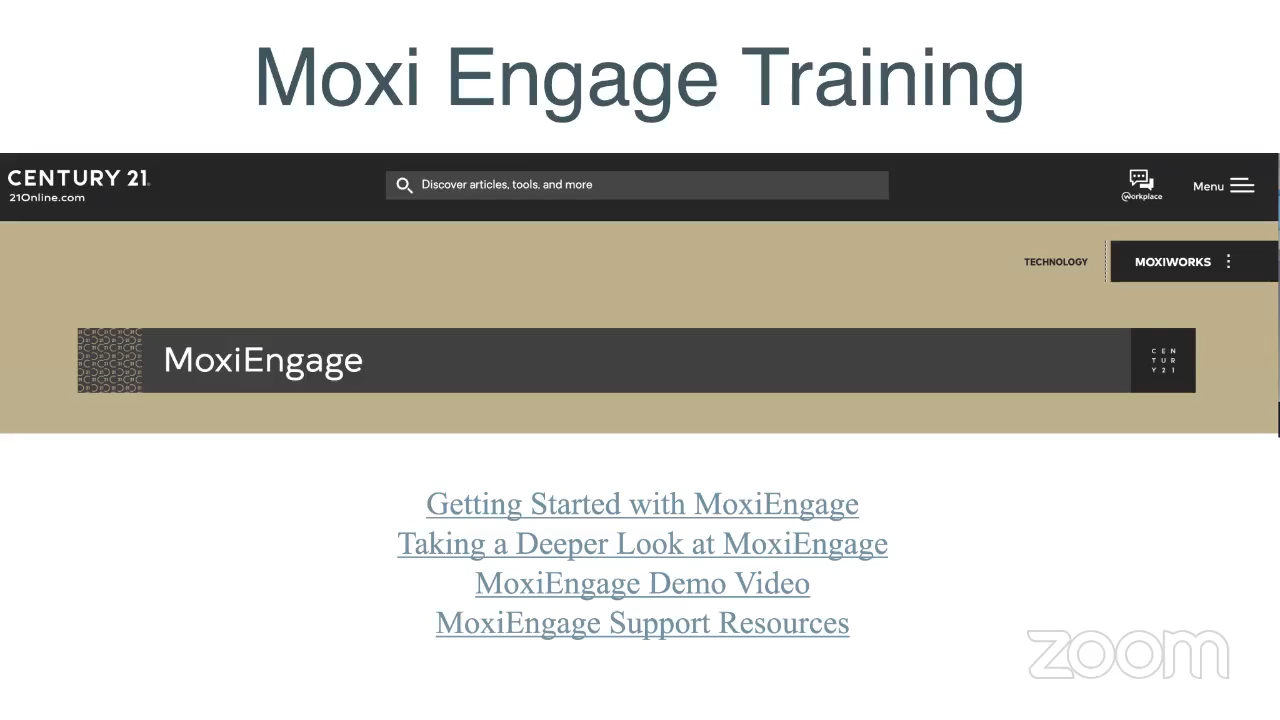 Moxi Engage Training
CENTURY 21
21Online.com
Discover articles, tools, and more
@workplace
Menu
TECHNOLOGY
MOXIWORKS
MoxiEngage
CEN
TUR
Y21
Getting Started with MoxiEngage
Taking a Deeper Look at MoxiEngage
MoxiEngage Demo Video
MoxiEngage Support Resources
zoom